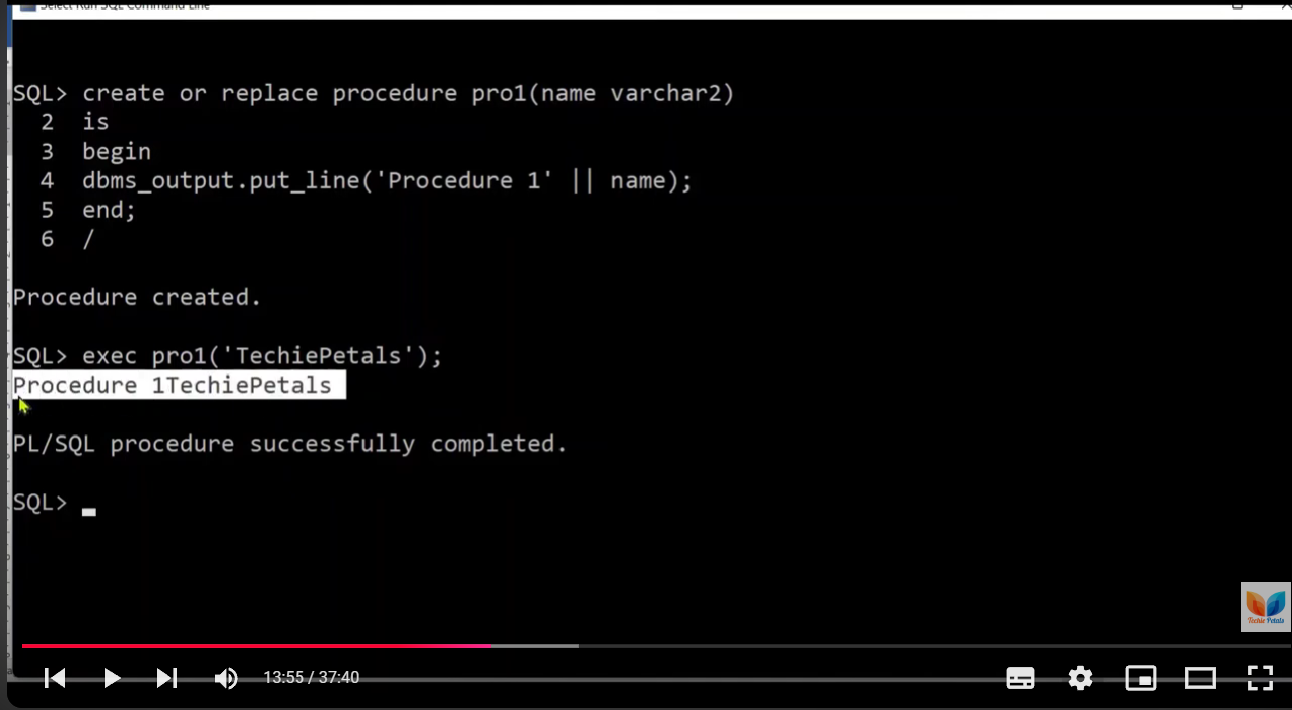 Select Run SQL Command Line
SQL> create or replace procedure pro1(name varchar2)
2 is
3 begin
4 dbms_output.put_line('Procedure 1' || name);
5 end;
6 /
Procedure created.
SQL> exec pro1('TechiePetals');
Procedure 1TechiePetals
PL/SQL procedure successfully completed.
SQL>
Techie Petals
13:55 / 37:40